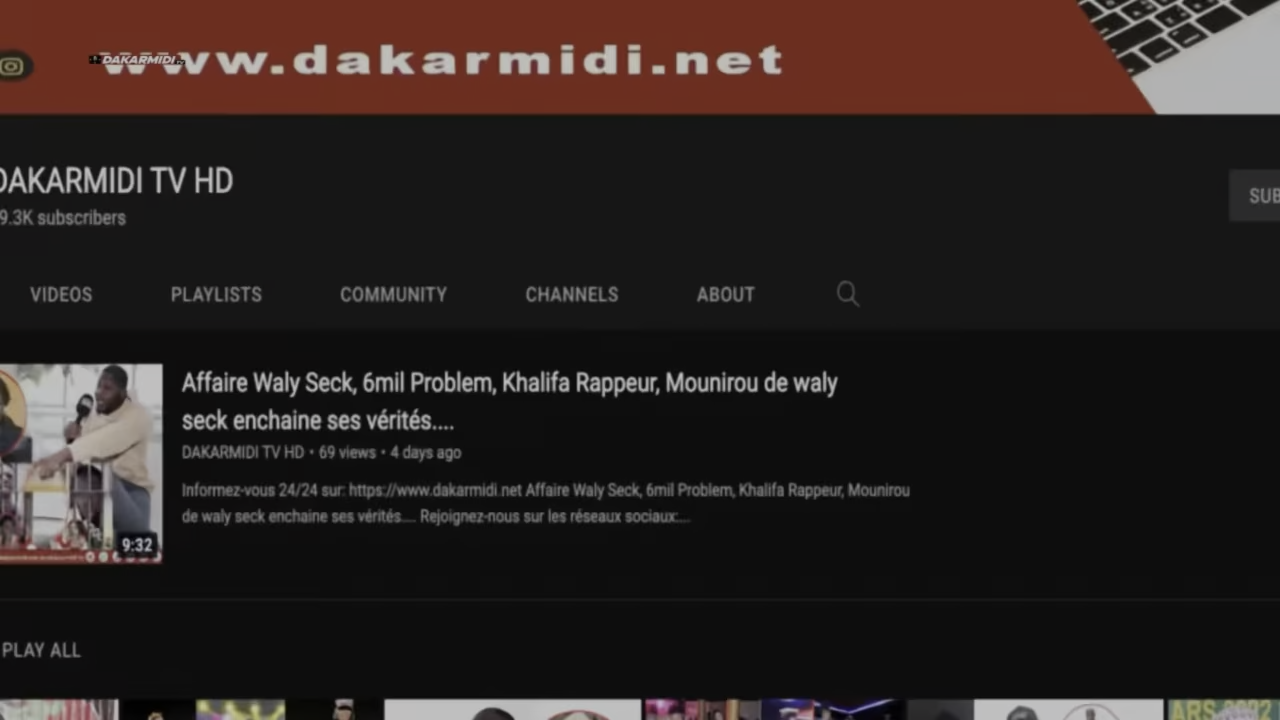 www.dakarmidi.net
DAKARMIDI
DAKARMIDI TV HD
9.3K subscribers
SUB
VIDEOS
PLAYLISTS
COMMUNITY
CHANNELS
ABOUT
Affaire Waly Seck, 6mil Problem, Khalifa Rappeur, Mounirou de waly
seck enchaine ses vérités....
DAKARMIDI TV HD • 69 views • 4 days ago
Informez-vous 24/24 sur: https://www.dakarmidi.net Affaire Waly Seck, 6mil Problem, Khalifa Rappeur, Mounirou
de waly seck enchaine ses vérités.... Rejoignez-nous sur les réseaux sociaux:...
9:32
PLAY ALL